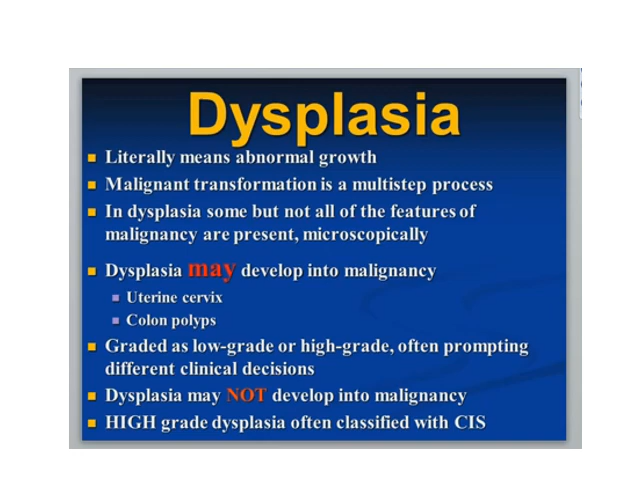 Dysplasia
Literally means abnormal growth
Malignant transformation is a multistep process
In dysplasia some but not all of the features of
malignancy are present, microscopically
Dysplasia may develop into malignancy
Uterine cervix
Colon polyps
Graded as low-grade or high-grade, often prompting
different clinical decisions
Dysplasia may NOT develop into malignancy
HIGH grade dysplasia often classified with CIS